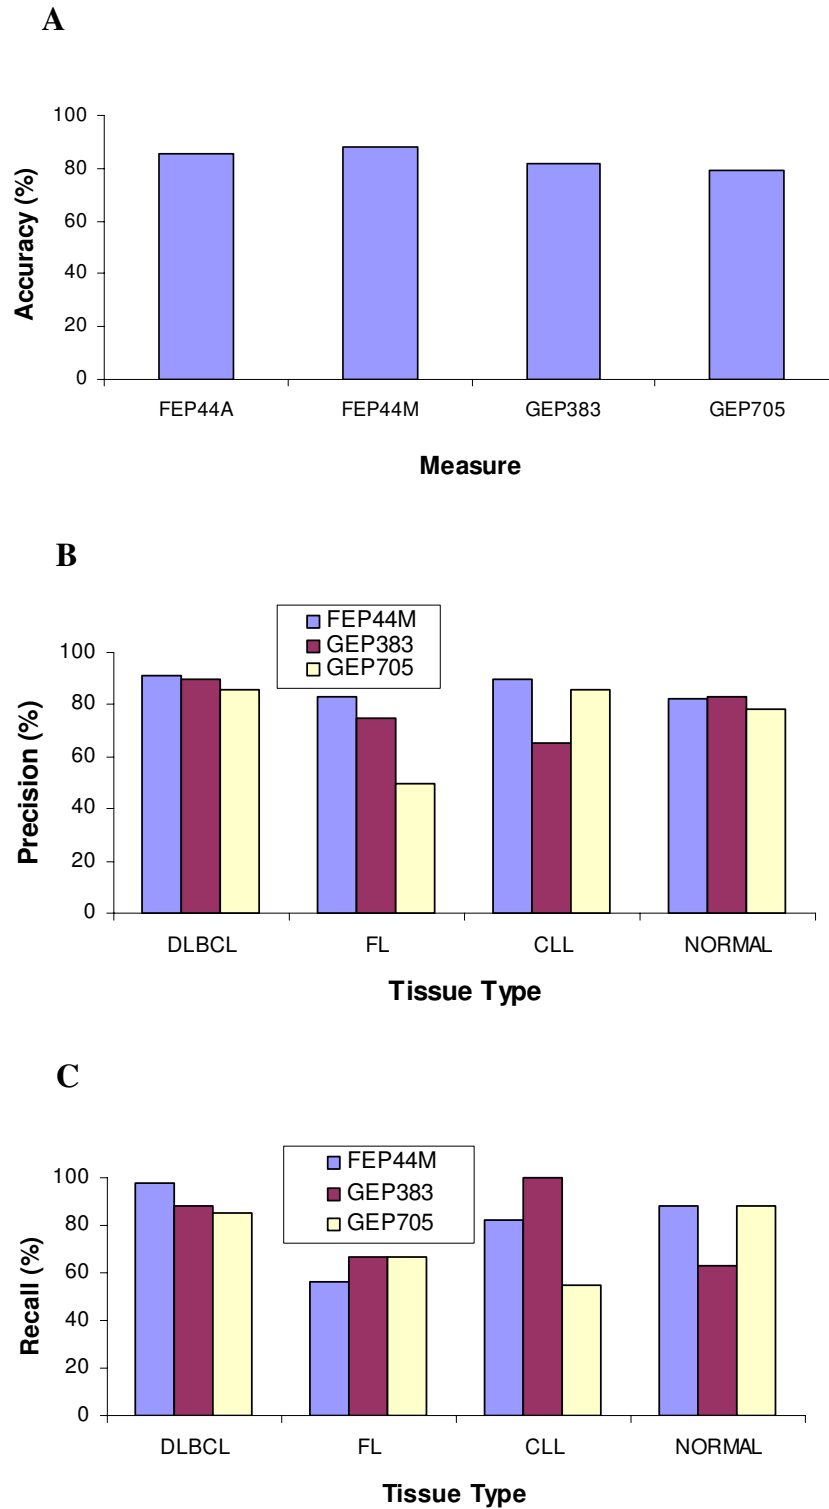 A
100
80
60
40
20
0
Accuracy (%)
FEP44A FEP44M GEP383 GEP705
Measure
B
FEP44M
GEP383
GEP705
100
80
60
40
20
0
Precision (%)
DLBCL FL CLL NORMAL
Tissue Type
C
FEP44M
GEP383
GEP705
100
80
60
40
20
0
Recall (%)
DLBCL FL CLL NORMAL
Tissue Type